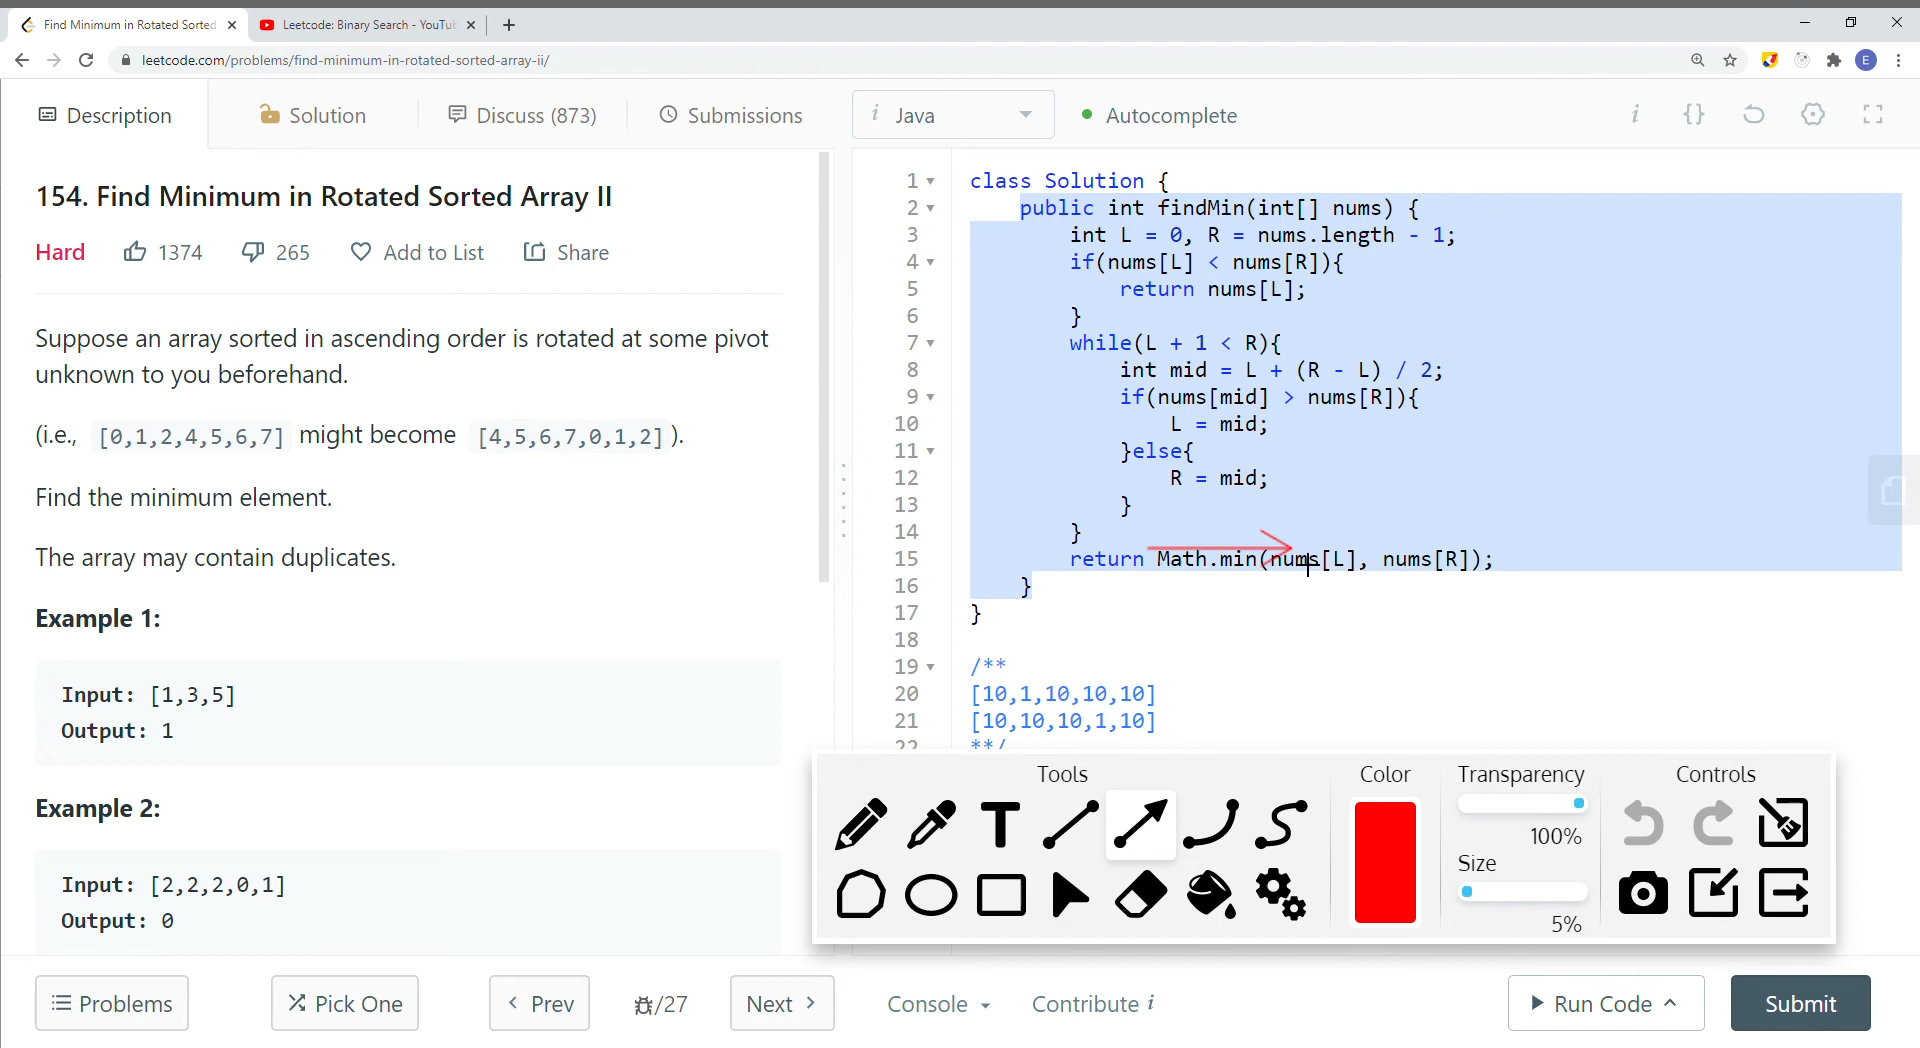 Find Minimum in Rotated Sorted
Leetcode: Binary Search - YouTu
leetcode.com/problems/find-minimum-in-rotated-sorted-array-ii/
E
Description
Solution
Discuss (873)
Submissions
i Java
Autocomplete
i {}
154. Find Minimum in Rotated Sorted Array II
Hard 1374 265 Add to List Share
Suppose an array sorted in ascending order is rotated at some pivot
unknown to you beforehand.
(i.e., [0,1,2,4,5,6,7] might become [4,5,6,7,0,1,2] ).
Find the minimum element.
The array may contain duplicates.
Example 1:
Input: [1,3,5]
Output: 1
Example 2:
Input: [2,2,2,0,1]
Output: 0
1 class Solution {
2 public int findMin(int[] nums) {
3 int L = 0, R = nums.length - 1;
4 if(nums[L] < nums[R]){
5 return nums[L];
6 }
7 while(L + 1 < R){
8 int mid = L + (R - L) / 2;
9 if(nums[mid] > nums[R]){
10 L = mid;
11 }else{
12 R = mid;
13 }
14 }
15 return Math.min(nums[L], nums[R]);
16 }
17 }
18
19 /**
20 [10,1,10,10,10]
21 [10,10,10,1,10]
22 **/
Tools
Color
Transparency
100%
Size
5%
Controls
T
Problems
Pick One
< Prev
/27
Next >
Console
Contribute i
Run Code
Submit